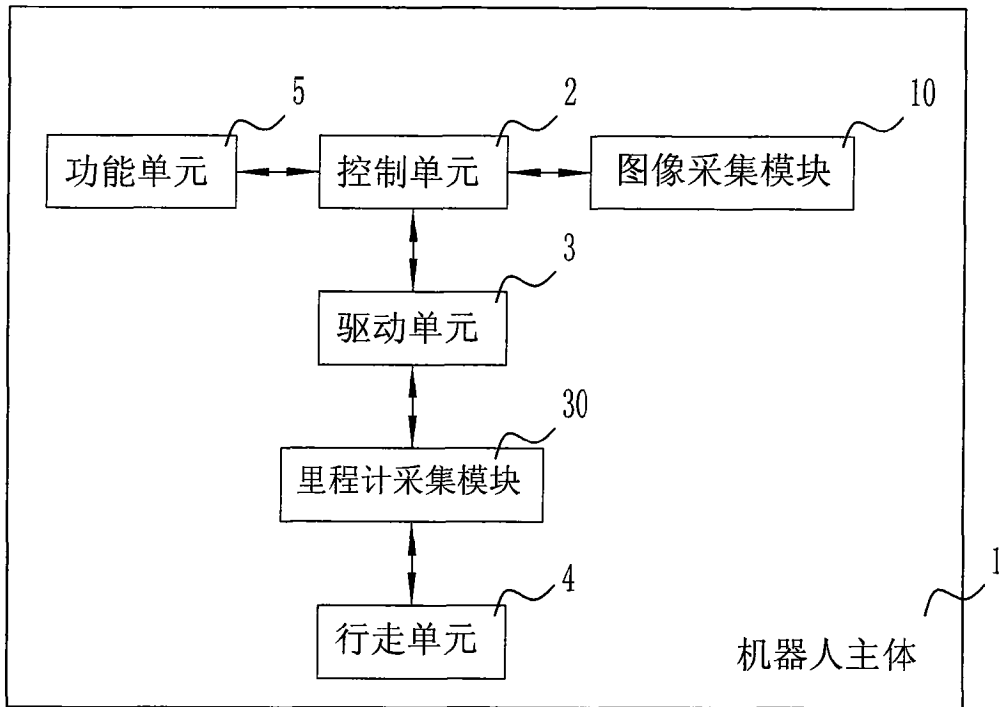 5
2
10
功能单元
控制单元
图像采集模块
3
驱动单元
30
里程计采集模块
4
行走单元
1
机器人主体